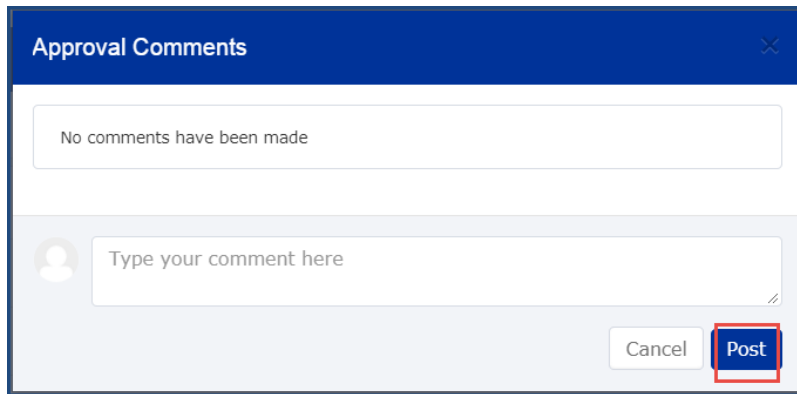 Approval Comments
No comments have been made
Type your comment here
Cancel
Post